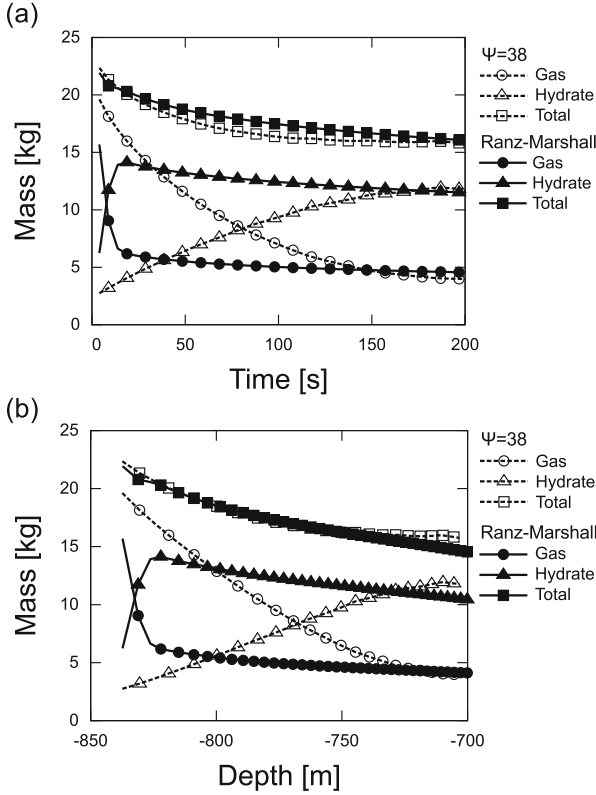 (a)
25
20
15
10
5
0
Mass [kg]
0
50
100
150
200
Time [s]
Ψ=38
Gas
Hydrate
Total
Ranz-Marshall
Gas
Hydrate
Total
(b)
25
20
15
10
5
0
Mass [kg]
-850
-800
-750
-700
Depth [m]
Ψ=38
Gas
Hydrate
Total
Ranz-Marshall
Gas
Hydrate
Total